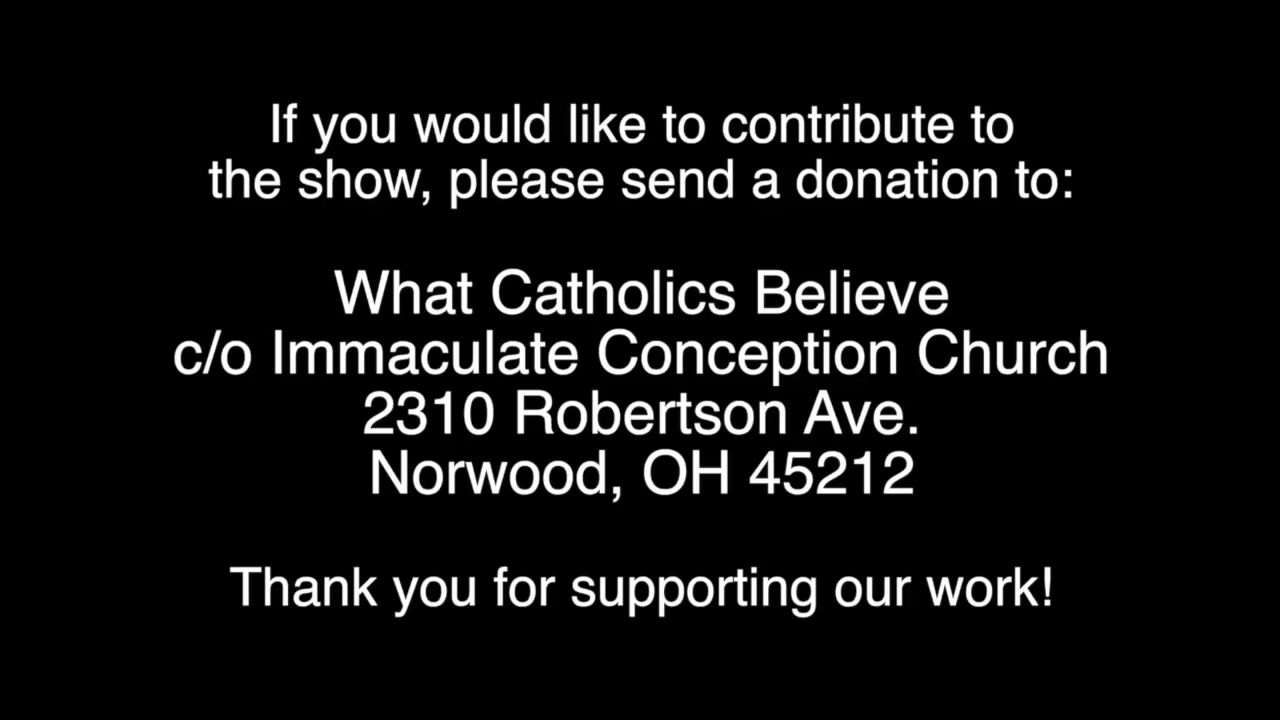 If you would like to contribute to
the show, please send a donation to:
What Catholics Believe
c/o Immaculate Conception Church
2310 Robertson Ave.
Norwood, OH 45212
Thank you for supporting our work!